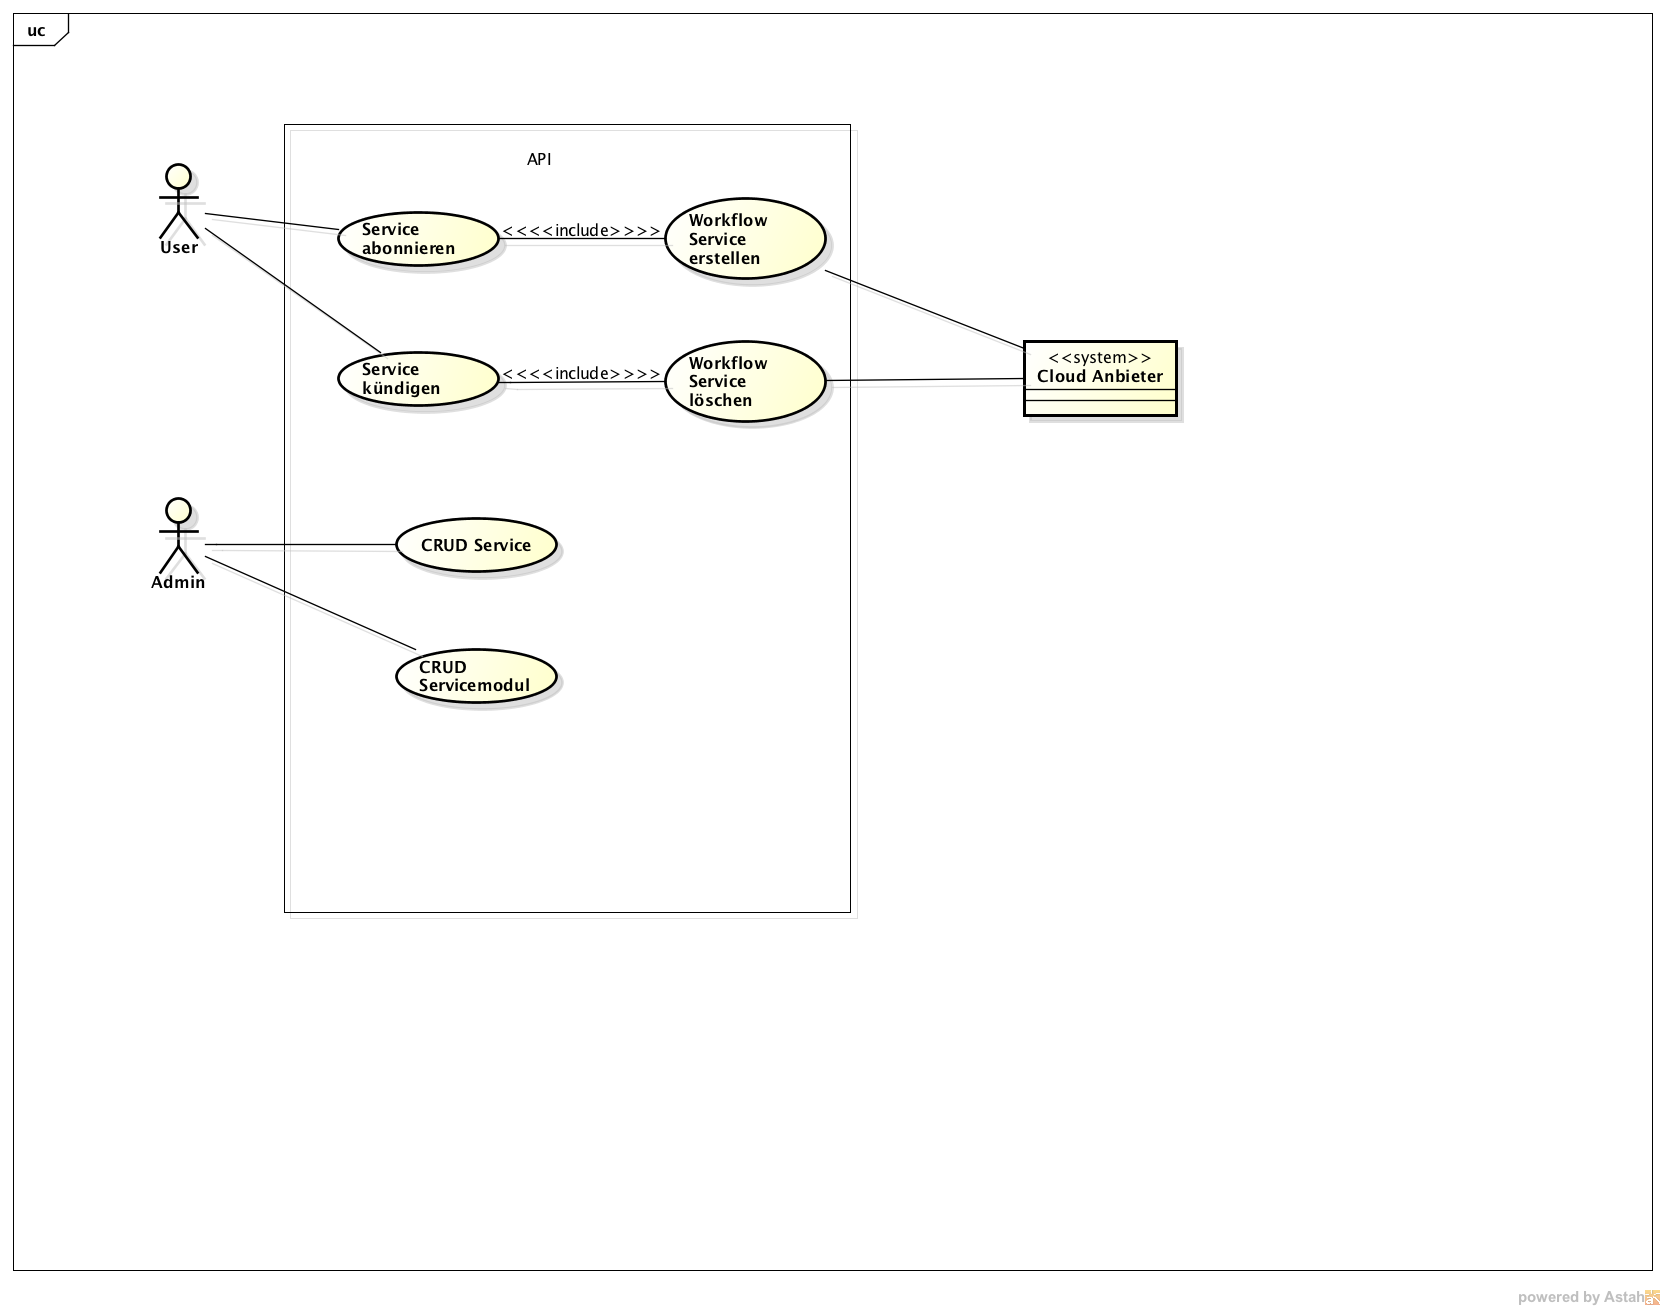 uc
API
User
Service
abonnieren
<<<<include>>>>
Workflow
Service
erstellen
Service
kündigen
<<<<include>>>>
Workflow
Service
löschen
<<system>>
Cloud Anbieter
Admin
CRUD Service
CRUD
Servicemodul
powered by Astah